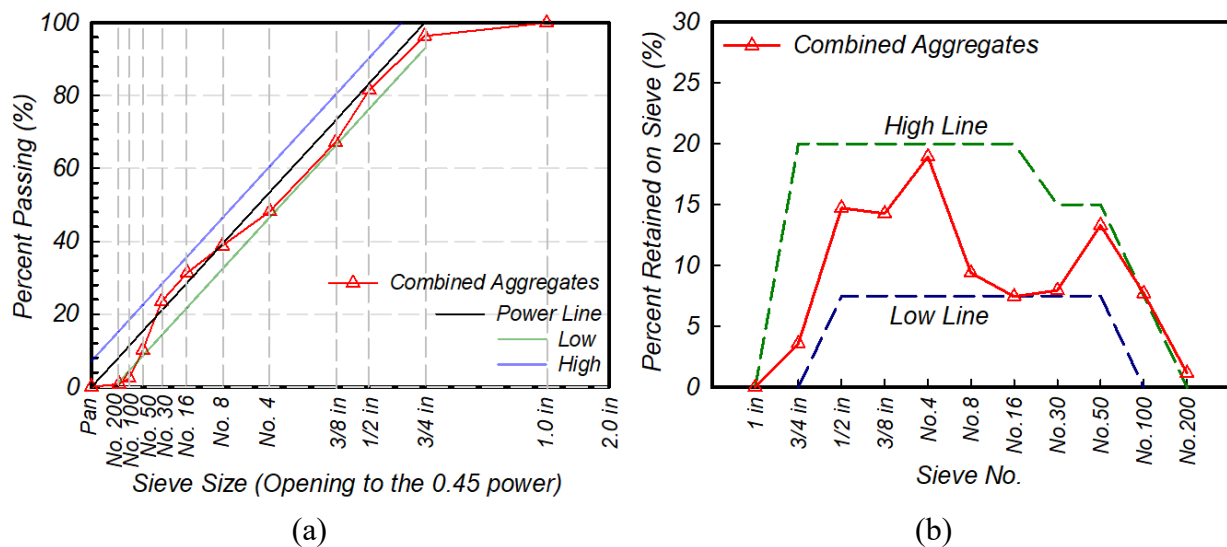 100
80
60
40
20
0
Percent Passing (%)
Combined Aggregates
Power Line
Low
High
Pan
No. 200
No. 100
No. 50
No. 30
No. 16
No. 8
No. 4
3/8 in
1/2 in
3/4 in
1.0 in
2.0 in
Sieve Size (Opening to the 0.45 power)
(a)
30
25
20
15
10
5
0
Percent Retained on Sieve (%)
Combined Aggregates
High Line
Low Line
1 in
3/4 in
1/2 in
3/8 in
No.4
No.8
No.16
No.30
No.50
No.100
No.200
Sieve No.
(b)